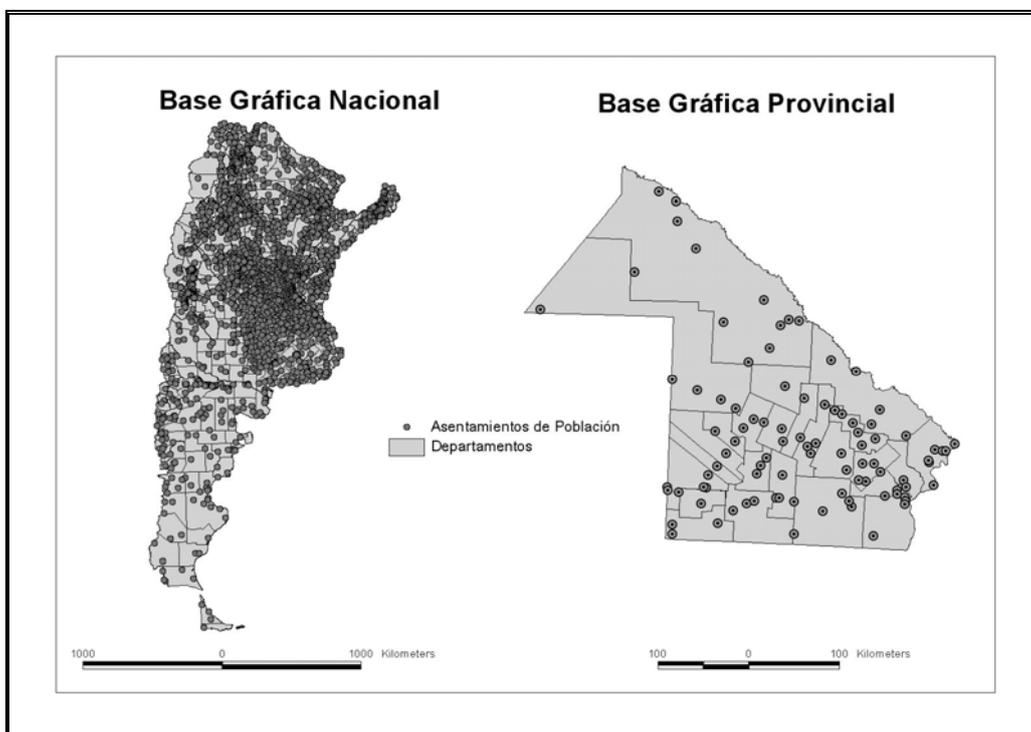 Base Gráfica Nacional
Base Gráfica Provincial
Asentamientos de Población
Departamentos
1000 0 1000 Kilometers
100 0 100 Kilometers